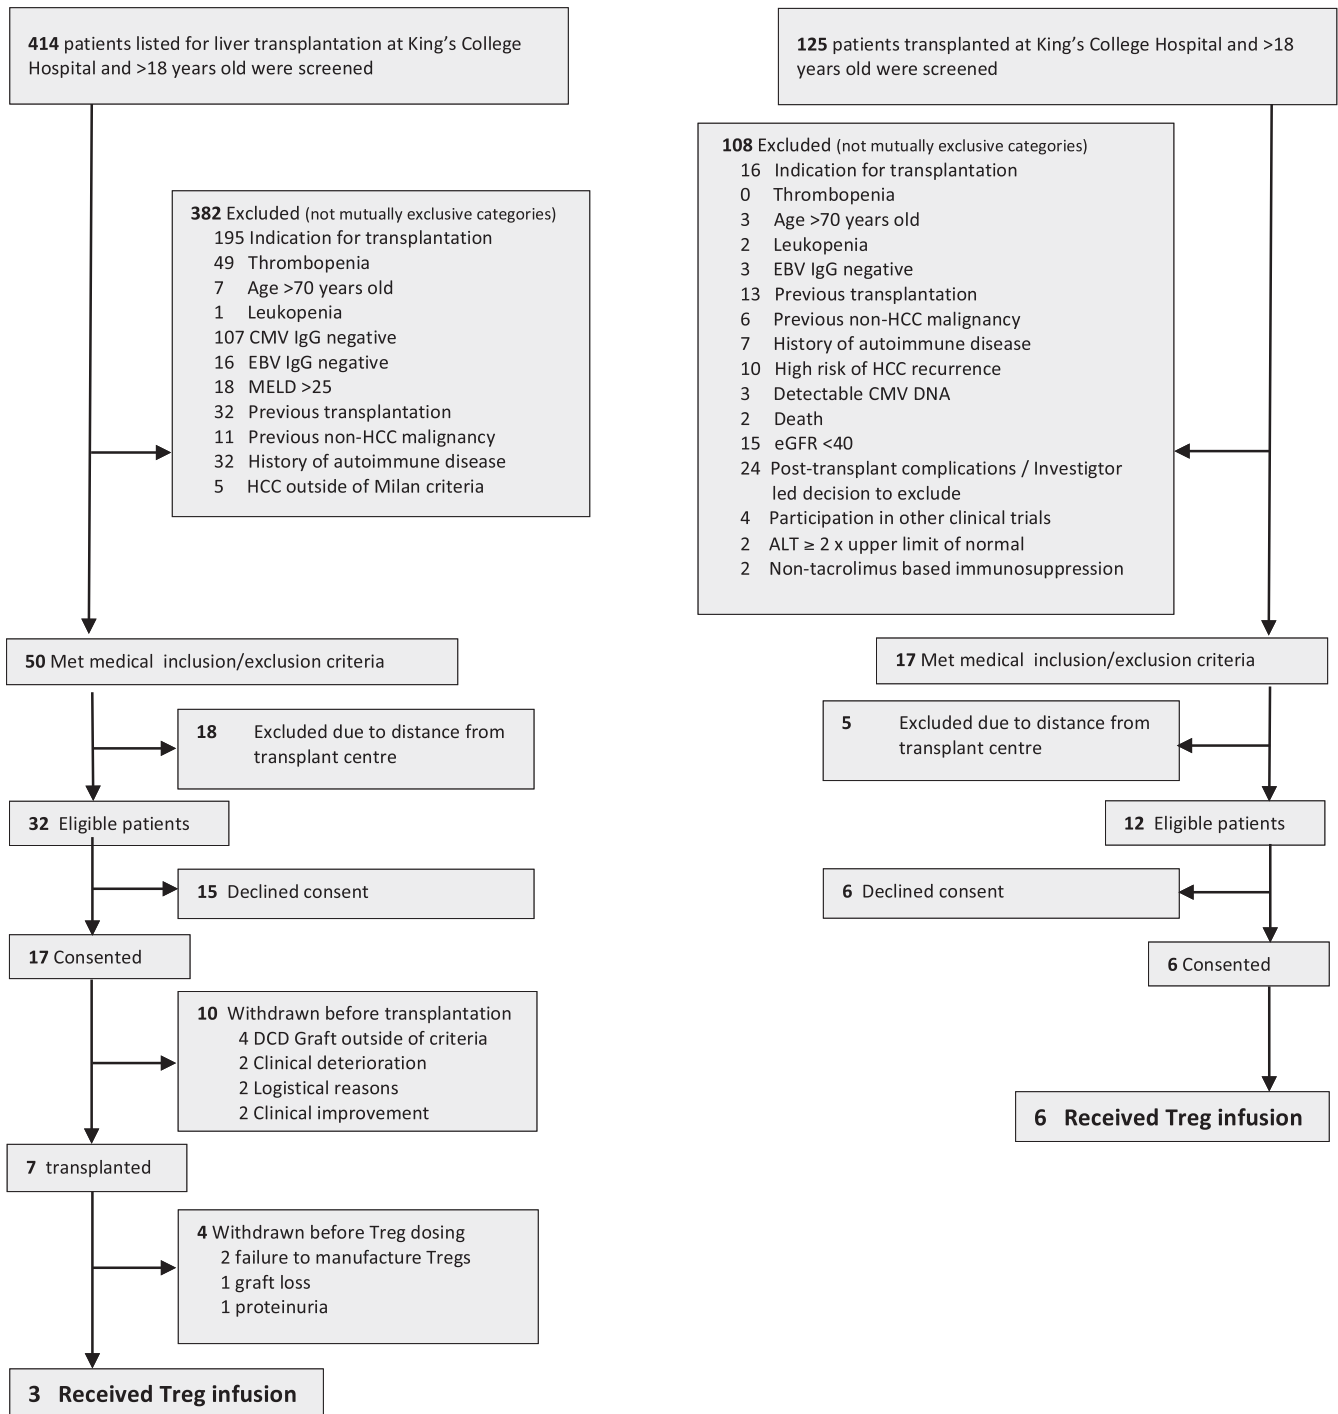 414 patients listed for liver transplantation at King's College
Hospital and >18 years old were screened
382 Excluded (not mutually exclusive categories)
195 Indication for transplantation
49 Thrombopenia
7 Age >70 years old
1 Leukopenia
107 CMV IgG negative
16 EBV IgG negative
18 MELD >25
32 Previous transplantation
11 Previous non-HCC malignancy
32 History of autoimmune disease
5 HCC outside of Milan criteria
50 Met medical inclusion/exclusion criteria
18 Excluded due to distance from
transplant centre
32 Eligible patients
15 Declined consent
17 Consented
10 Withdrawn before transplantation
4 DCD Graft outside of criteria
2 Clinical deterioration
2 Logistical reasons
2 Clinical improvement
7 transplanted
4 Withdrawn before Treg dosing
2 failure to manufacture Tregs
1 graft loss
1 proteinuria
3 Received Treg infusion
125 patients transplanted at King's College Hospital and >18
years old were screened
108 Excluded (not mutually exclusive categories)
16 Indication for transplantation
0 Thrombopenia
3 Age >70 years old
2 Leukopenia
3 EBV IgG negative
13 Previous transplantation
6 Previous non-HCC malignancy
7 History of autoimmune disease
10 High risk of HCC recurrence
3 Detectable CMV DNA
2 Death
15 eGFR <40
24 Post-transplant complications / Investigtor
led decision to exclude
4 Participation in other clinical trials
2 ALT ≥ 2 x upper limit of normal
2 Non-tacrolimus based immunosuppression
17 Met medical inclusion/exclusion criteria
5 Excluded due to distance from
transplant centre
12 Eligible patients
6 Declined consent
6 Consented
6 Received Treg infusion